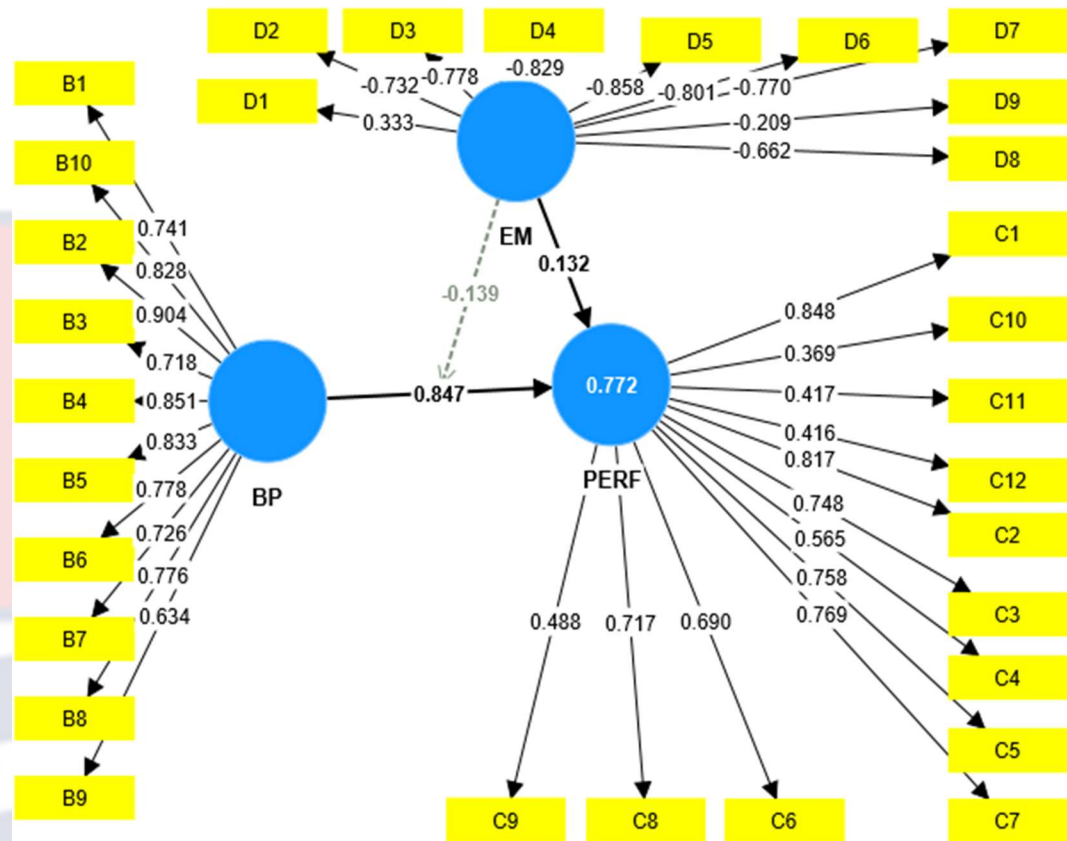 D2
D3
D4
D5
D6
D7
B1
D1
-0.732
-0.778
-0.829
-0.858
-0.801
-0.770
D9
0.333
-0.209
-0.662
D8
B10
B2
0.741
0.828
0.904
0.718
0.851
0.833
0.778
0.726
0.776
0.634
B3
B4
B5
B6
B7
B8
B9
BP
EM
0.132
-0.139
0.847
0.772
PERF
C1
0.848
C10
0.369
0.417
C11
0.416
0.817
C12
C2
0.748
0.565
0.758
0.769
C3
C4
C5
C7
0.488
0.717
0.690
C9
C8
C6